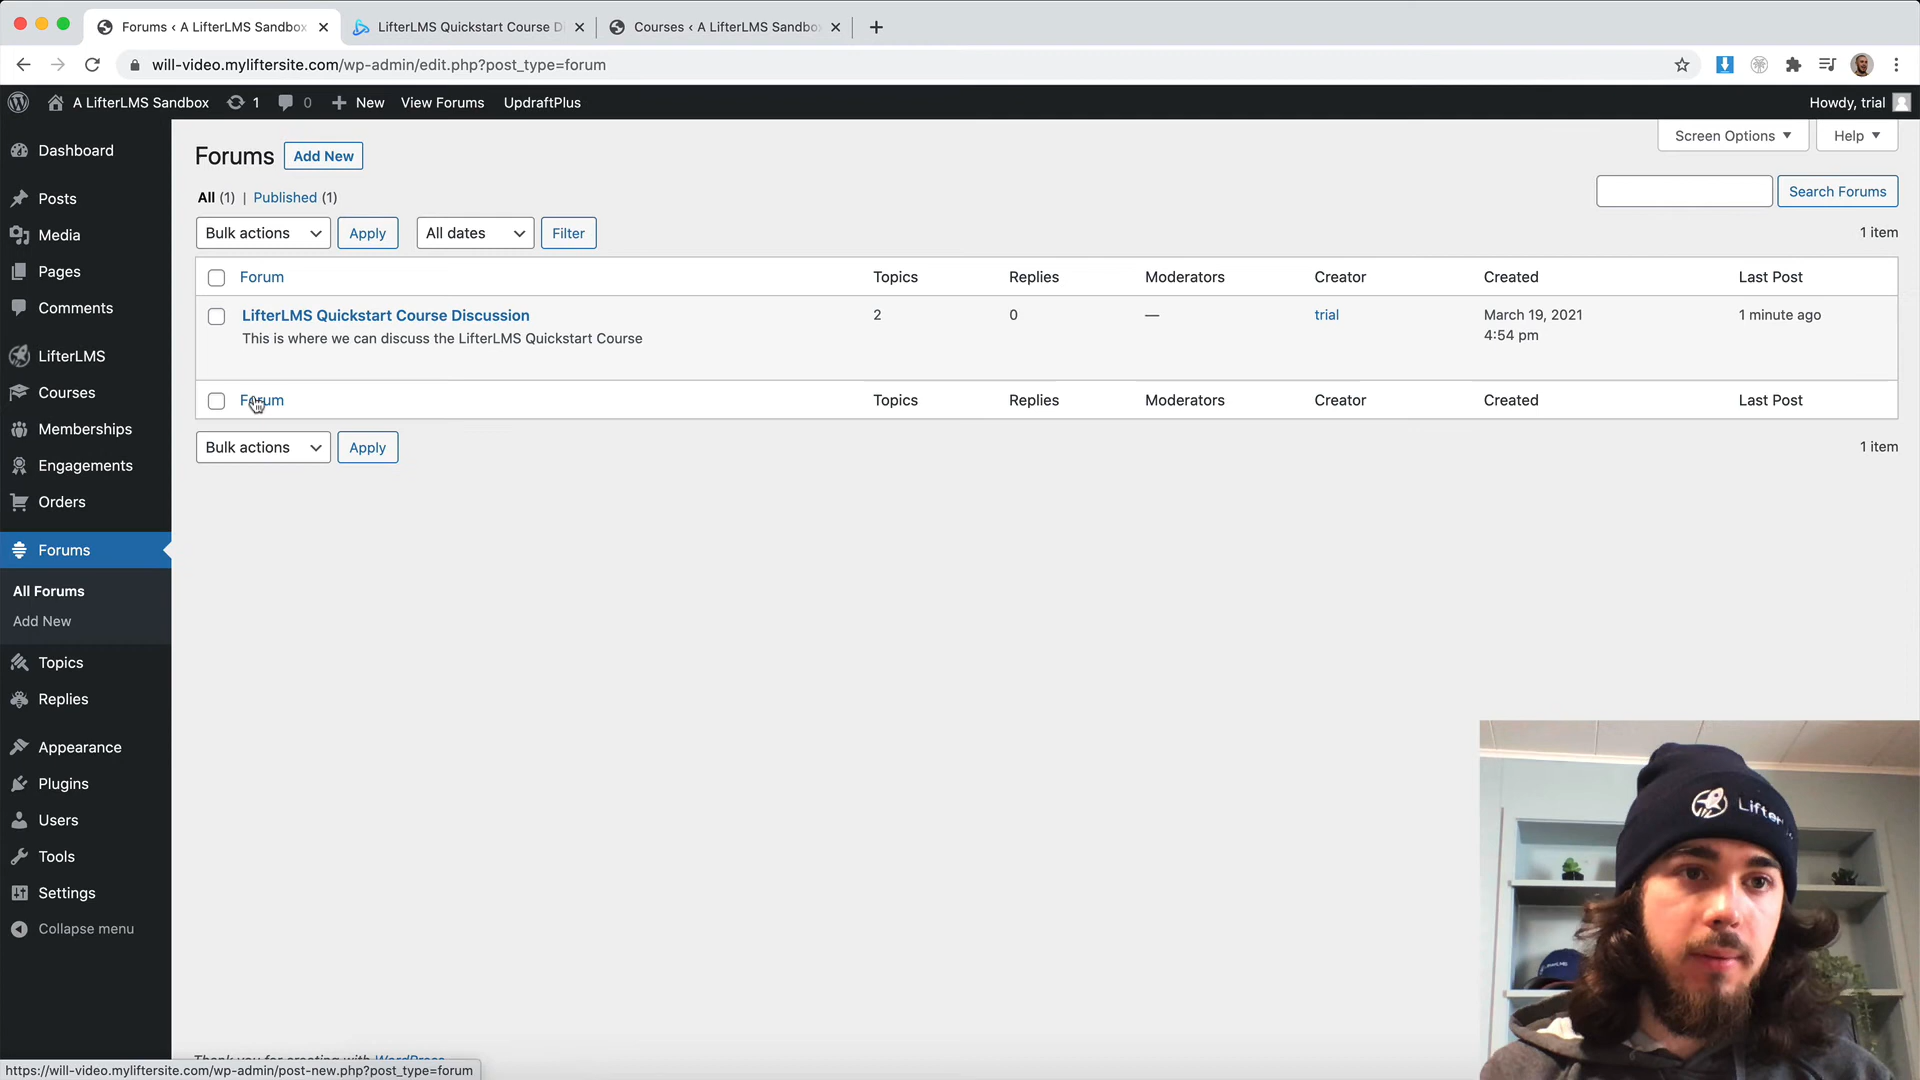 Forums ‹ A LifterLMS Sandbox
LifterLMS Quickstart Course D
Courses ‹ A LifterLMS Sandbo
will-video.myliftersite.com/wp-admin/edit.php?post_type=forum
A LifterLMS Sandbox
1
0
New
View Forums
UpdraftPlus
Howdy, trial
Dashboard
Posts
Media
Pages
Comments
LifterLMS
Courses
Memberships
Engagements
Orders
Forums
All Forums
Add New
Topics
Replies
Appearance
Plugins
Users
Tools
Settings
Collapse menu
Screen Options
Help
Forums
Add New
All (1) | Published (1)
Search Forums
Bulk actions
Apply
All dates
Filter
1 item
Forum Topics Replies Moderators Creator Created Last Post
LifterLMS Quickstart Course Discussion 2 0 — trial March 19, 2021 1 minute ago
This is where we can discuss the LifterLMS Quickstart Course 4:54 pm
Forum Topics Replies Moderators Creator Created Last Post
Bulk actions
Apply
1 item
Thank you for creating with WordPress
https://will-video.myliftersite.com/wp-admin/post-new.php?post_type=forum